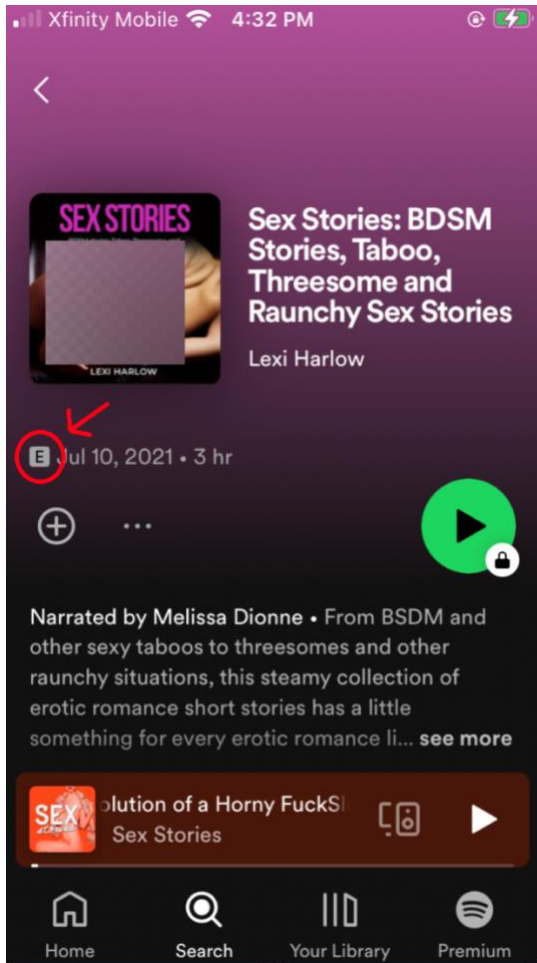 Xfinity Mobile 4:32 PM
SEX STORIES
LEXI HARLOW
Sex Stories: BDSM
Stories, Taboo,
Threesome and
Raunchy Sex Stories
Lexi Harlow
E Jul 10, 2021 • 3 hr
Narrated by Melissa Dionne • From BSDM and
other sexy taboos to threesomes and other
raunchy situations, this steamy collection of
erotic romance short stories has a little
something for every erotic romance li... see more
SEX
olution of a Horny FuckSl
Sex Stories
Home Search Your Library Premium